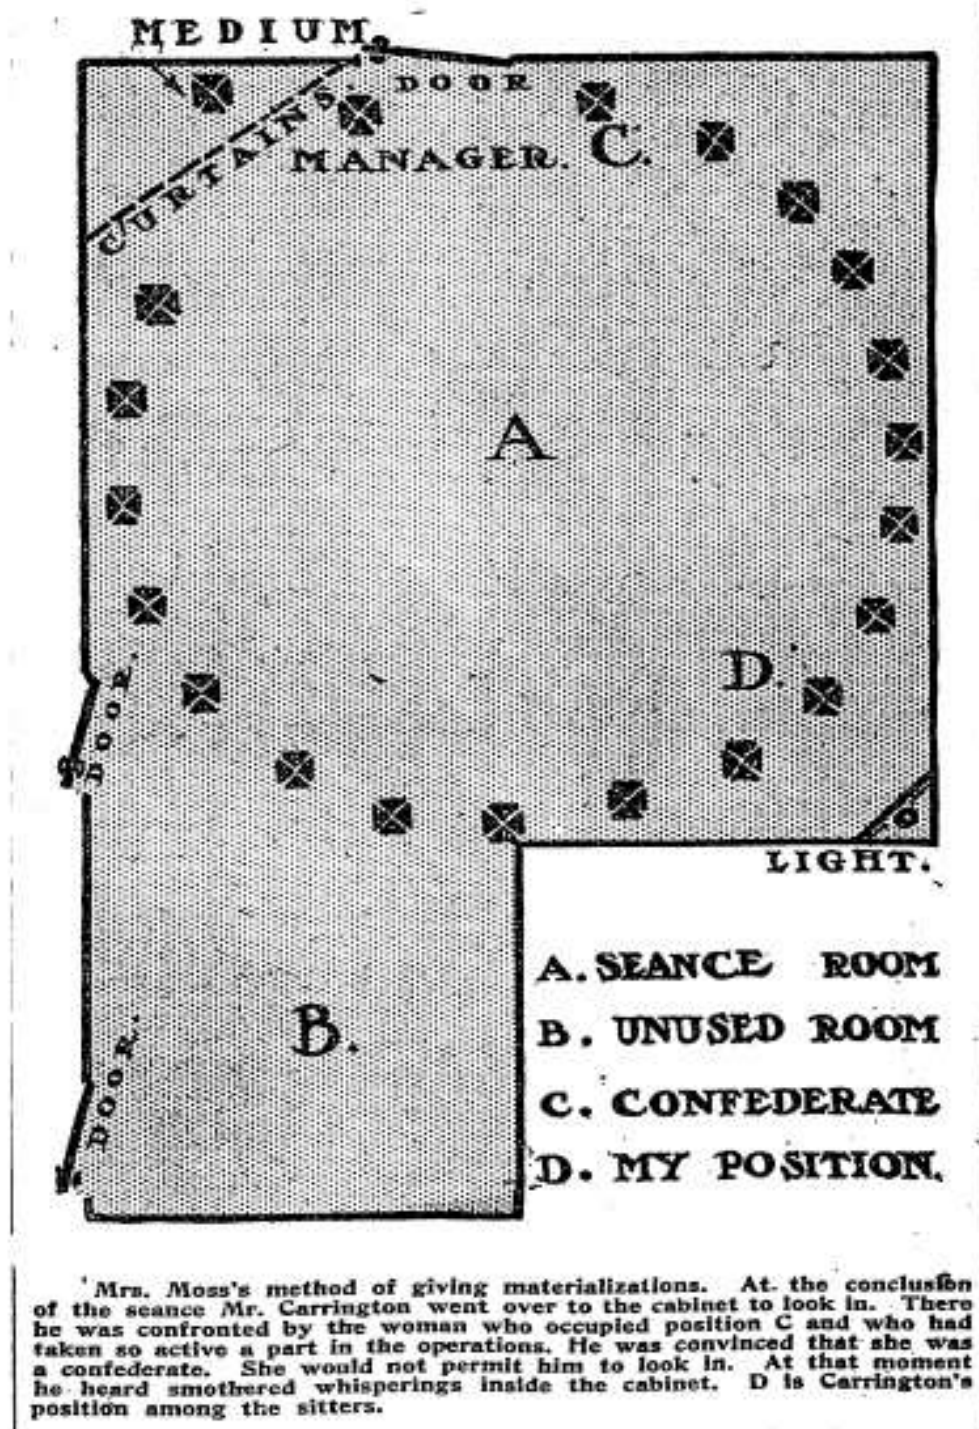 MEDIUM.
DOOR
CURTAINS.
MANAGER. C.
A
D.
DOOR.
LIGHT.
B.
DOOR.
A. SEANCE ROOM
B. UNUSED ROOM
C. CONFEDERATE
D. MY POSITION.
Mrs. Moss's method of giving materializations. At the conclusion
of the seance Mr. Carrington went over to the cabinet to look in. There
he was confronted by the woman who occupied position C and who had
taken so active a part in the operations. He was convinced that she was
a confederate. She would not permit him to look in. At that moment
he heard smothered whisperings inside the cabinet. D is Carrington's
position among the sitters.